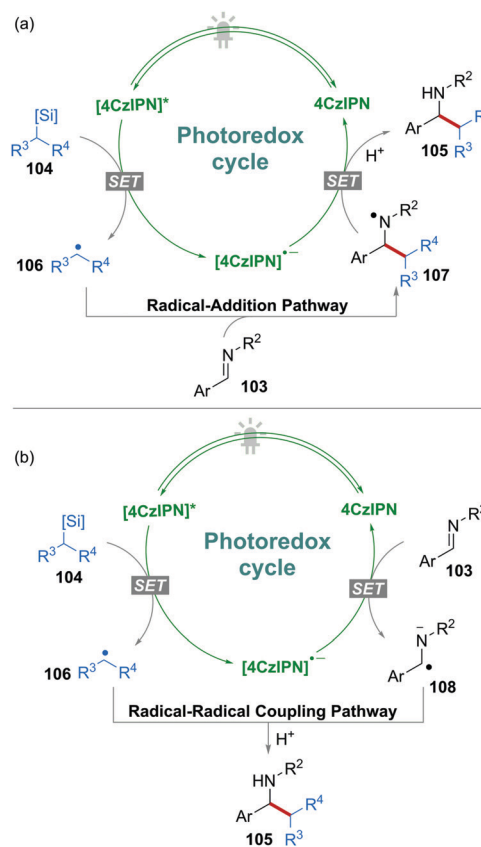 (a)
[4CzIPN]*
4CzIPN
[Si]
R3 R4
104
Photoredox
cycle
HN R2
Ar
R3
105
H+
SET
SET
106
R3 R4
[4CzIPN]•−
•N R2
Ar R4
R3
107
Radical-Addition Pathway
N R2
Ar
103
(b)
[4CzIPN]*
4CzIPN
[Si]
R3 R4
104
Photoredox
cycle
N R2
Ar
103
SET
SET
106
R3 R4
[4CzIPN]•−
−N R2
Ar •
108
Radical-Radical Coupling Pathway
H+
HN R2
Ar R4
R3
105